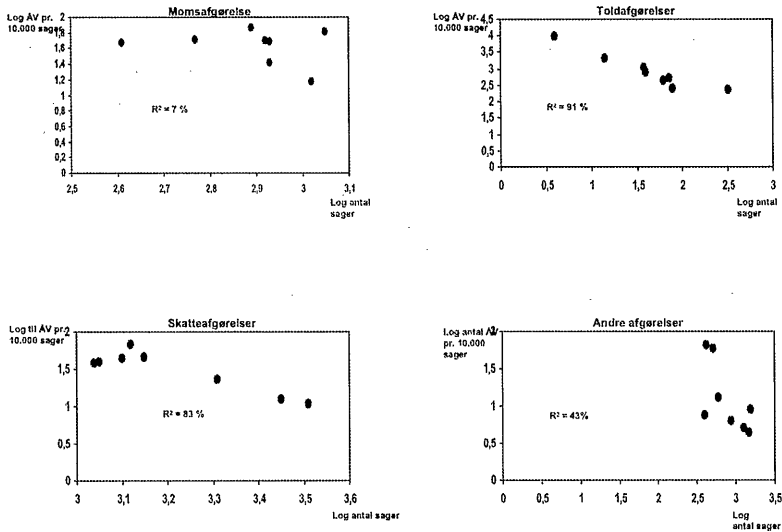 Momsafgørelse
Log ÅV pr.
10.000 sager
2
1,8
1,6
1,4
1,2
1
0,8
0,6
0,4
0,2
0
R² = 7 %
2,5
2,6
2,7
2,8
2,9
3
3,1
Log antal
sager
Toldafgørelser
Log ÅV pr.
10.000
sager
4,5
4
3,5
3
2,5
2
1,5
1
0,5
0
R² = 91 %
0
0,5
1
1,5
2
2,5
3
Log antal
sager
Skatteafgørelser
Log til ÅV pr.
10.000 sager
2
1,5
1
0,5
0
R² = 83 %
3
3,1
3,2
3,3
3,4
3,5
3,6
Log antal sager
Andre afgørelser
Log antal ÅV
pr. 10.000
sager
2
1,5
1
0,5
0
R² = 43%
0
0,5
1
1,5
2
2,5
3
3,5
Log
antal sager